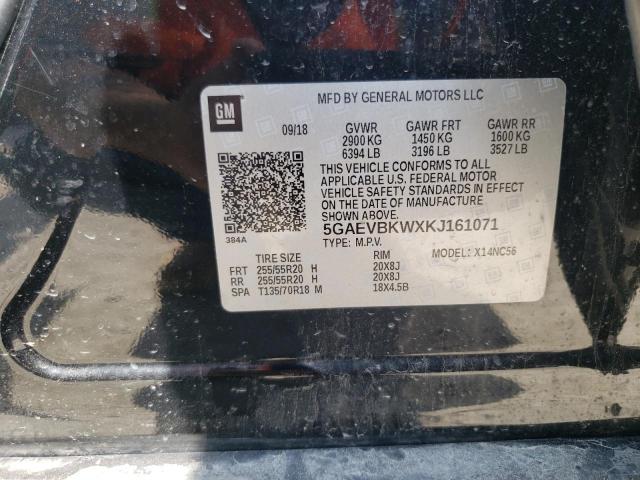 GM
MFD BY GENERAL MOTORS LLC
09/18 GVWR GAWR FRT GAWR RR
2900 KG 1450 KG 1600 KG
6394 LB 3196 LB 3527 LB
THIS VEHICLE CONFORMS TO ALL
APPLICABLE U.S. FEDERAL MOTOR
VEHICLE SAFETY STANDARDS IN EFFECT
ON THE DATE OF MANUFACTURE
SHOWN ABOVE.
384A
5GAEVBKWXKJ161071
TYPE: M.P.V. MODEL: X14NC56
TIRE SIZE RIM
FRT 255/55R20 H 20X8J
RR 255/55R20 H 20X8J
SPA T135/70R18 M 18X4.5B